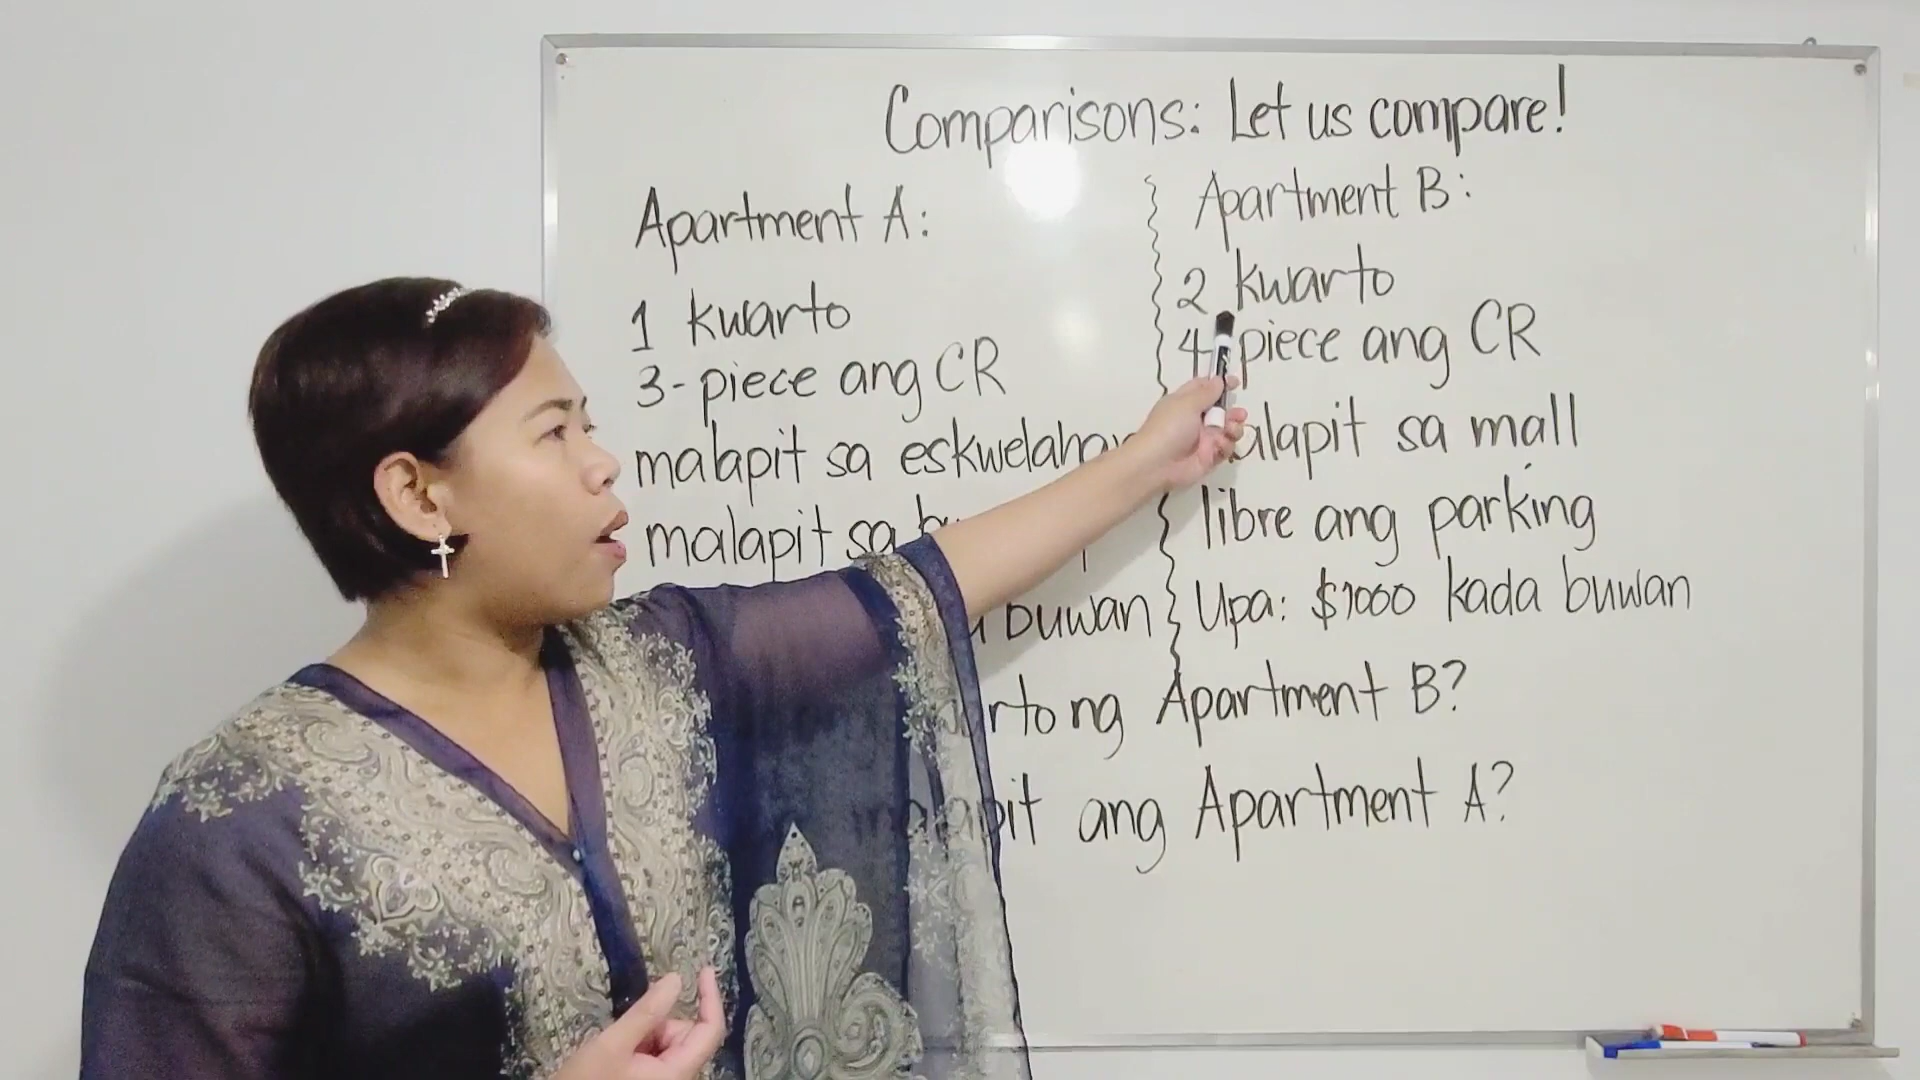 Comparisons: Let us compare!
Apartment A:
1 kwarto
3-piece ang CR
malapit sa
malapit sa
buwan
Apartment B:
2 kwarto
4 piece ang CR
sa mall
libre ang parking
Upa: $1000 kada buwan
ng Apartment B?
ang Apartment A?